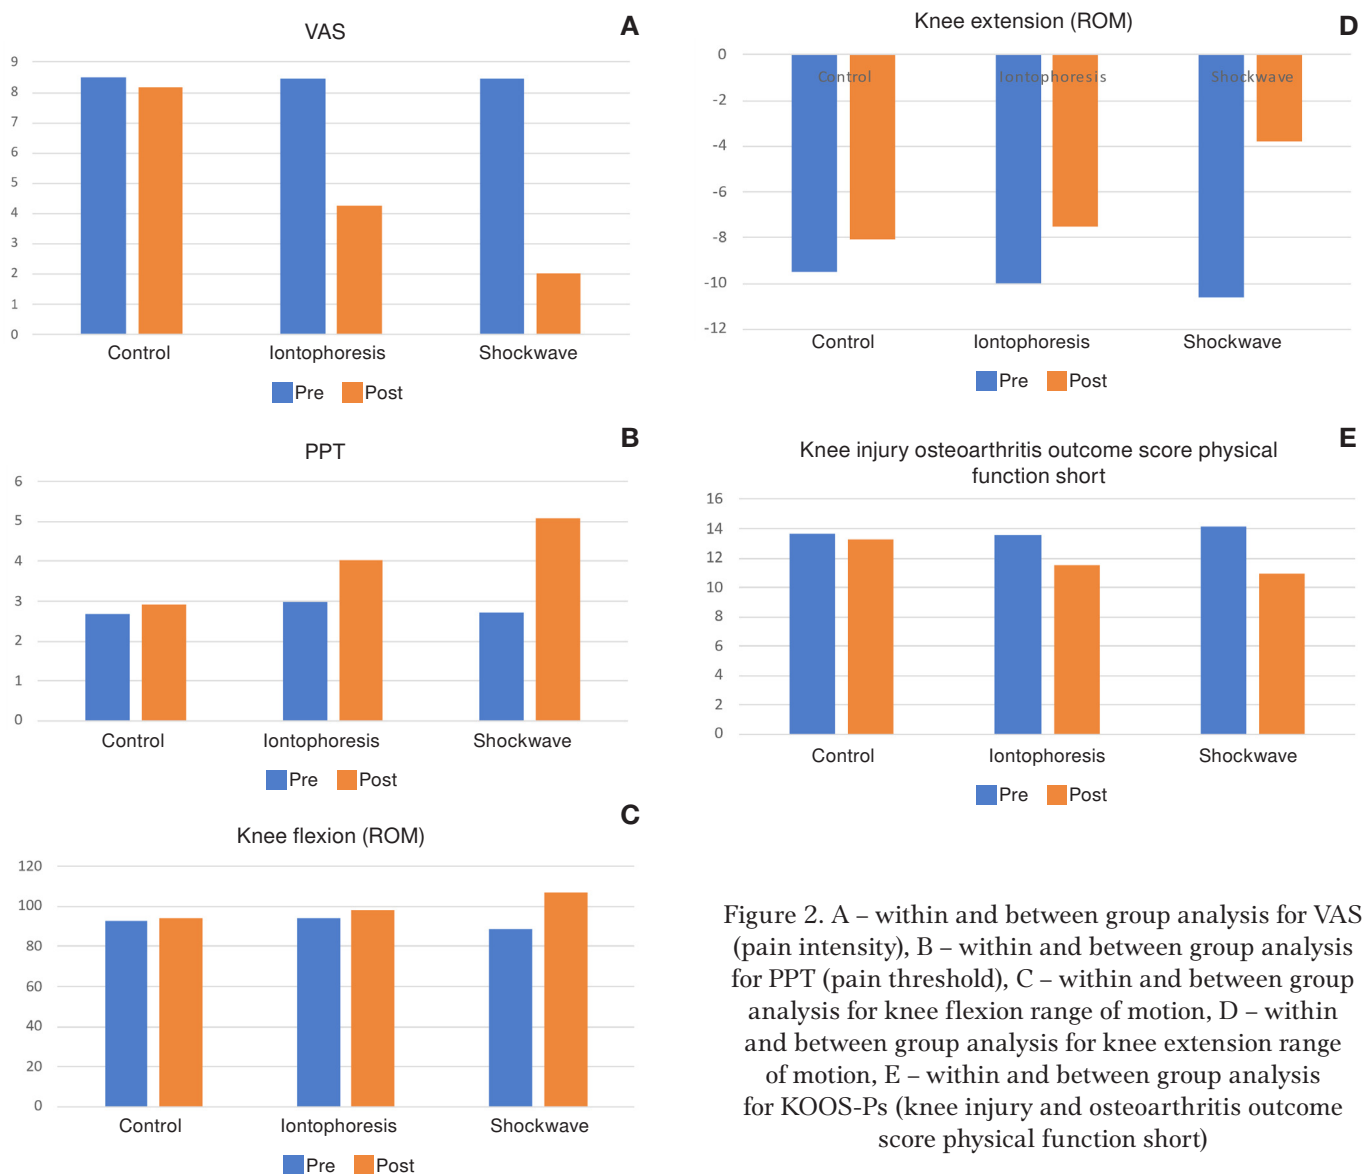 VAS
A
9
8
7
6
5
4
3
2
1
0
Control Iontophoresis Shockwave
Pre Post
PPT
B
6
5
4
3
2
1
0
Control Iontophoresis Shockwave
Pre Post
C
Knee flexion (ROM)
120
100
80
60
40
20
0
Control Iontophoresis Shockwave
Pre Post
Knee extension (ROM)
D
0
Control Iontophoresis Shockwave
-2
-4
-6
-8
-10
-12
Control Iontophoresis Shockwave
Pre Post
E
Knee injury osteoarthritis outcome score physical
function short
16
14
12
10
8
6
4
2
0
Control Iontophoresis Shockwave
Pre Post
Figure 2. A – within and between group analysis for VAS
(pain intensity), B – within and between group analysis
for PPT (pain threshold), C – within and between group
analysis for knee flexion range of motion, D – within
and between group analysis for knee extension range
of motion, E – within and between group analysis
for KOOS-Ps (knee injury and osteoarthritis outcome
score physical function short)